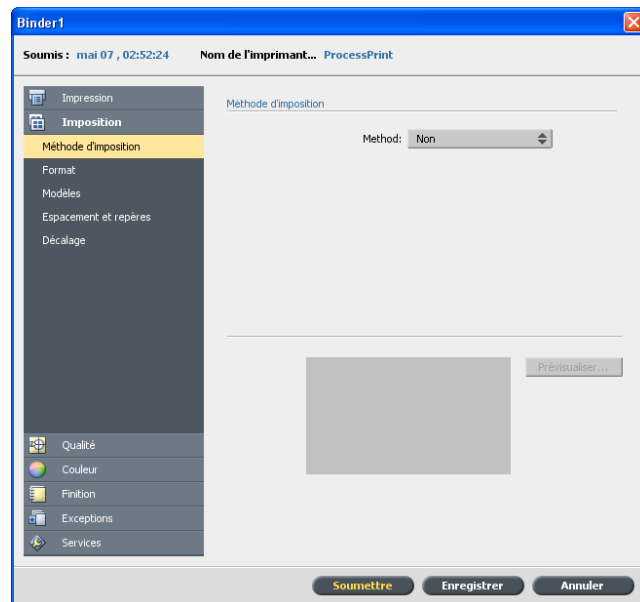 Binder1
Soumis : mai 07 , 02:52:24 Nom de l'imprimant... ProcessPrint
Impression
Imposition
Méthode d'imposition
Format
Modèles
Espacement et repères
Décalage
Qualité
Couleur
Finition
Exceptions
Services
Méthode d'imposition
Method: Non
Prévisualiser...
Soumettre Enregistrer Annuler